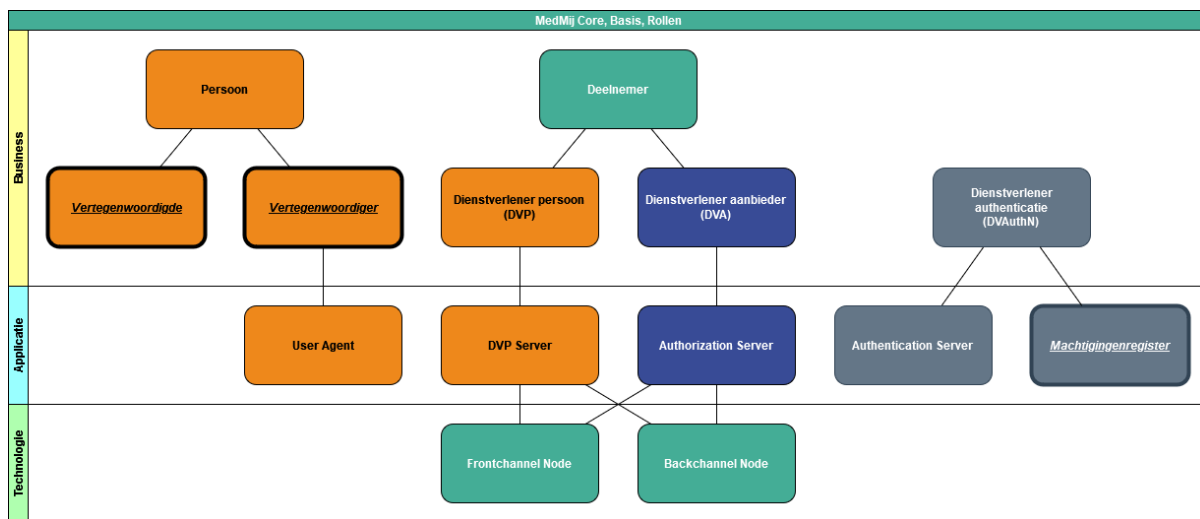 MedMij Core, Basis, Rollen
Business
Persoon
Deelnemer
Vertegenwoordigde
Vertegenwoordiger
Dienstverlener persoon
(DVP)
Dienstverlener aanbieder
(DVA)
Dienstverlener
authenticatie
(DVAuthN)
Applicatie
User Agent
DVP Server
Authorization Server
Authentication Server
Machtigingenregister
Technologie
Frontchannel Node
Backchannel Node